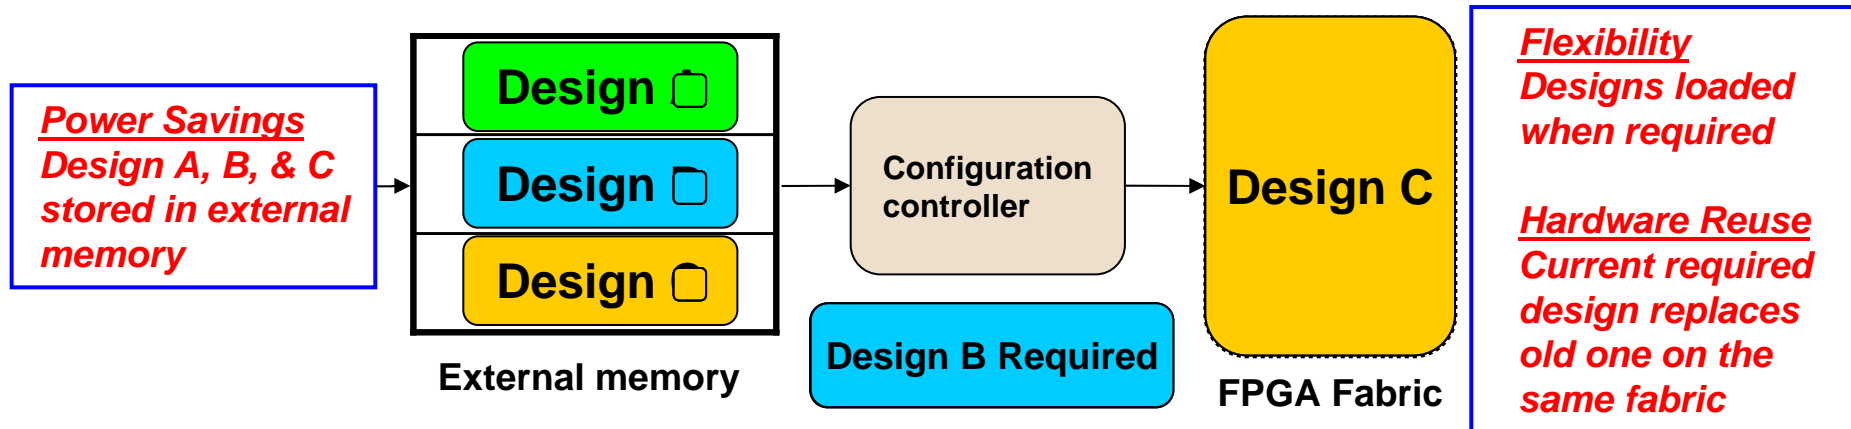 Power Savings
Design A, B, & C
stored in external
memory
Design
Design
Design
External memory
Configuration
controller
Design B Required
Design C
FPGA Fabric
Flexibility
Designs loaded
when required
Hardware Reuse
Current required
design replaces
old one on the
same fabric